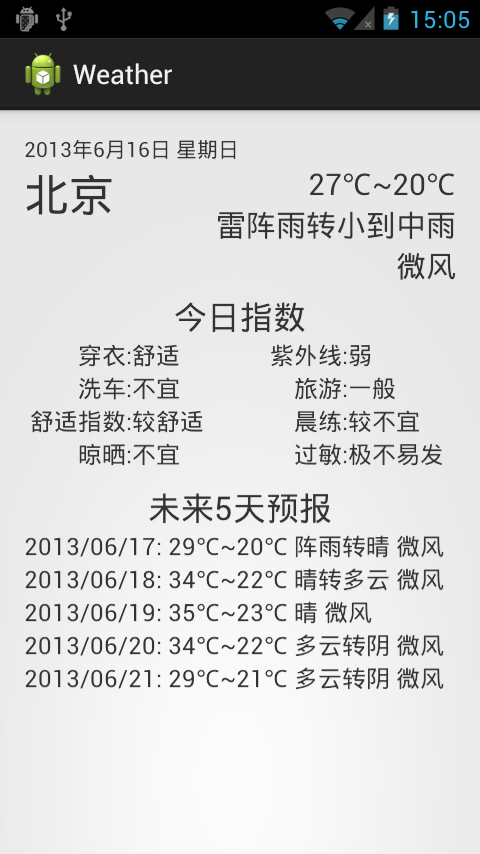 15:05
Weather
2013年6月16日 星期日
北京
27℃~20℃
雷阵雨转小到中雨
微风
今日指数
穿衣:舒适 紫外线:弱
洗车:不宜 旅游:一般
舒适指数:较舒适 晨练:较不宜
晾晒:不宜 过敏:极不易发
未来5天预报
2013/06/17: 29℃~20℃ 阵雨转晴 微风
2013/06/18: 34℃~22℃ 晴转多云 微风
2013/06/19: 35℃~23℃ 晴 微风
2013/06/20: 34℃~22℃ 多云转阴 微风
2013/06/21: 29℃~21℃ 多云转阴 微风